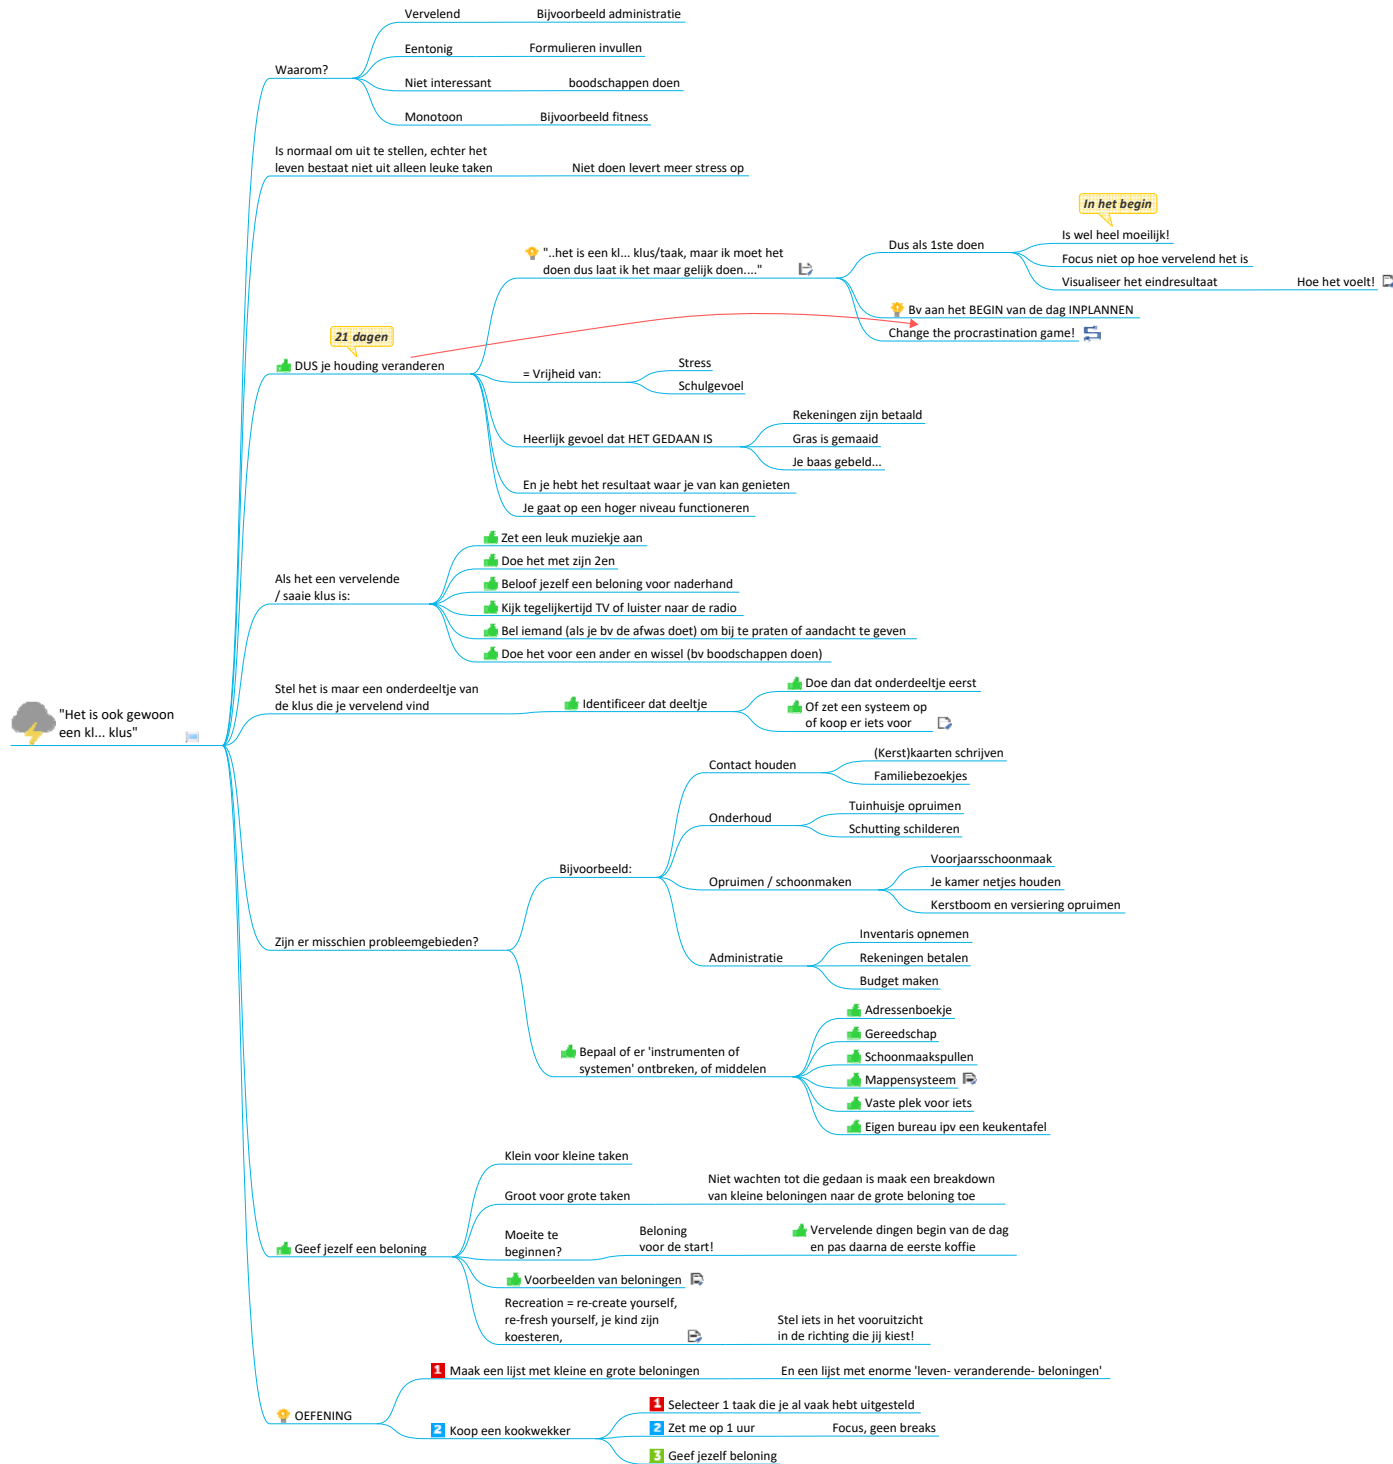 "Het is ook gewoon
een kl... klus"
Waarom?
Vervelend
Bijvoorbeeld administratie
Eentonig
Formulieren invullen
Niet interessant
boodschappen doen
Monotoon
Bijvoorbeeld fitness
Is normaal om uit te stellen, echter het
leven bestaat niet uit alleen leuke taken
Niet doen levert meer stress op
21 dagen
DUS je houding veranderen
"..het is een kl... klus/taak, maar ik moet het
doen dus laat ik het maar gelijk doen...."
Dus als 1ste doen
In het begin
Is wel heel moeilijk!
Focus niet op hoe vervelend het is
Visualiseer het eindresultaat
Hoe het voelt!
Bv aan het BEGIN van de dag INPLANNEN
Change the procrastination game!
= Vrijheid van:
Stress
Schulgevoel
Heerlijk gevoel dat HET GEDAAN IS
Rekeningen zijn betaald
Gras is gemaaid
Je baas gebeld...
En je hebt het resultaat waar je van kan genieten
Je gaat op een hoger niveau functioneren
Als het een vervelende
/ saaie klus is:
Zet een leuk muziekje aan
Doe het met zijn 2en
Beloof jezelf een beloning voor naderhand
Kijk tegelijkertijd TV of luister naar de radio
Bel iemand (als je bv de afwas doet) om bij te praten of aandacht te geven
Doe het voor een ander en wissel (bv boodschappen doen)
Stel het is maar een onderdeeltje van
de klus die je vervelend vind
Identificeer dat deeltje
Doe dan dat onderdeeltje eerst
Of zet een systeem op
of koop er iets voor
Zijn er misschien probleemgebieden?
Bijvoorbeeld:
Contact houden
(Kerst)kaarten schrijven
Familiebezoekjes
Onderhoud
Tuinhuisje opruimen
Schutting schilderen
Opruimen / schoonmaken
Voorjaarsschoonmaak
Je kamer netjes houden
Kerstboom en versiering opruimen
Administratie
Inventaris opnemen
Rekeningen betalen
Budget maken
Bepaal of er 'instrumenten of
systemen' ontbreken, of middelen
Adressenboekje
Gereedschap
Schoonmaakspullen
Mappensysteem
Vaste plek voor iets
Eigen bureau ipv een keukentafel
Geef jezelf een beloning
Klein voor kleine taken
Groot voor grote taken
Niet wachten tot die gedaan is maak een breakdown
van kleine beloningen naar de grote beloning toe
Moeite te
beginnen?
Beloning
voor de start!
Vervelende dingen begin van de dag
en pas daarna de eerste koffie
Voorbeelden van beloningen
Recreation = re-create yourself,
re-fresh yourself, je kind zijn
koesteren,
Stel iets in het vooruitzicht
in de richting die jij kiest!
OEFENING
1 Maak een lijst met kleine en grote beloningen
En een lijst met enorme 'leven- veranderende- beloningen'
2 Koop een kookwekker
1 Selecteer 1 taak die je al vaak hebt uitgesteld
2 Zet me op 1 uur
Focus, geen breaks
3 Geef jezelf beloning